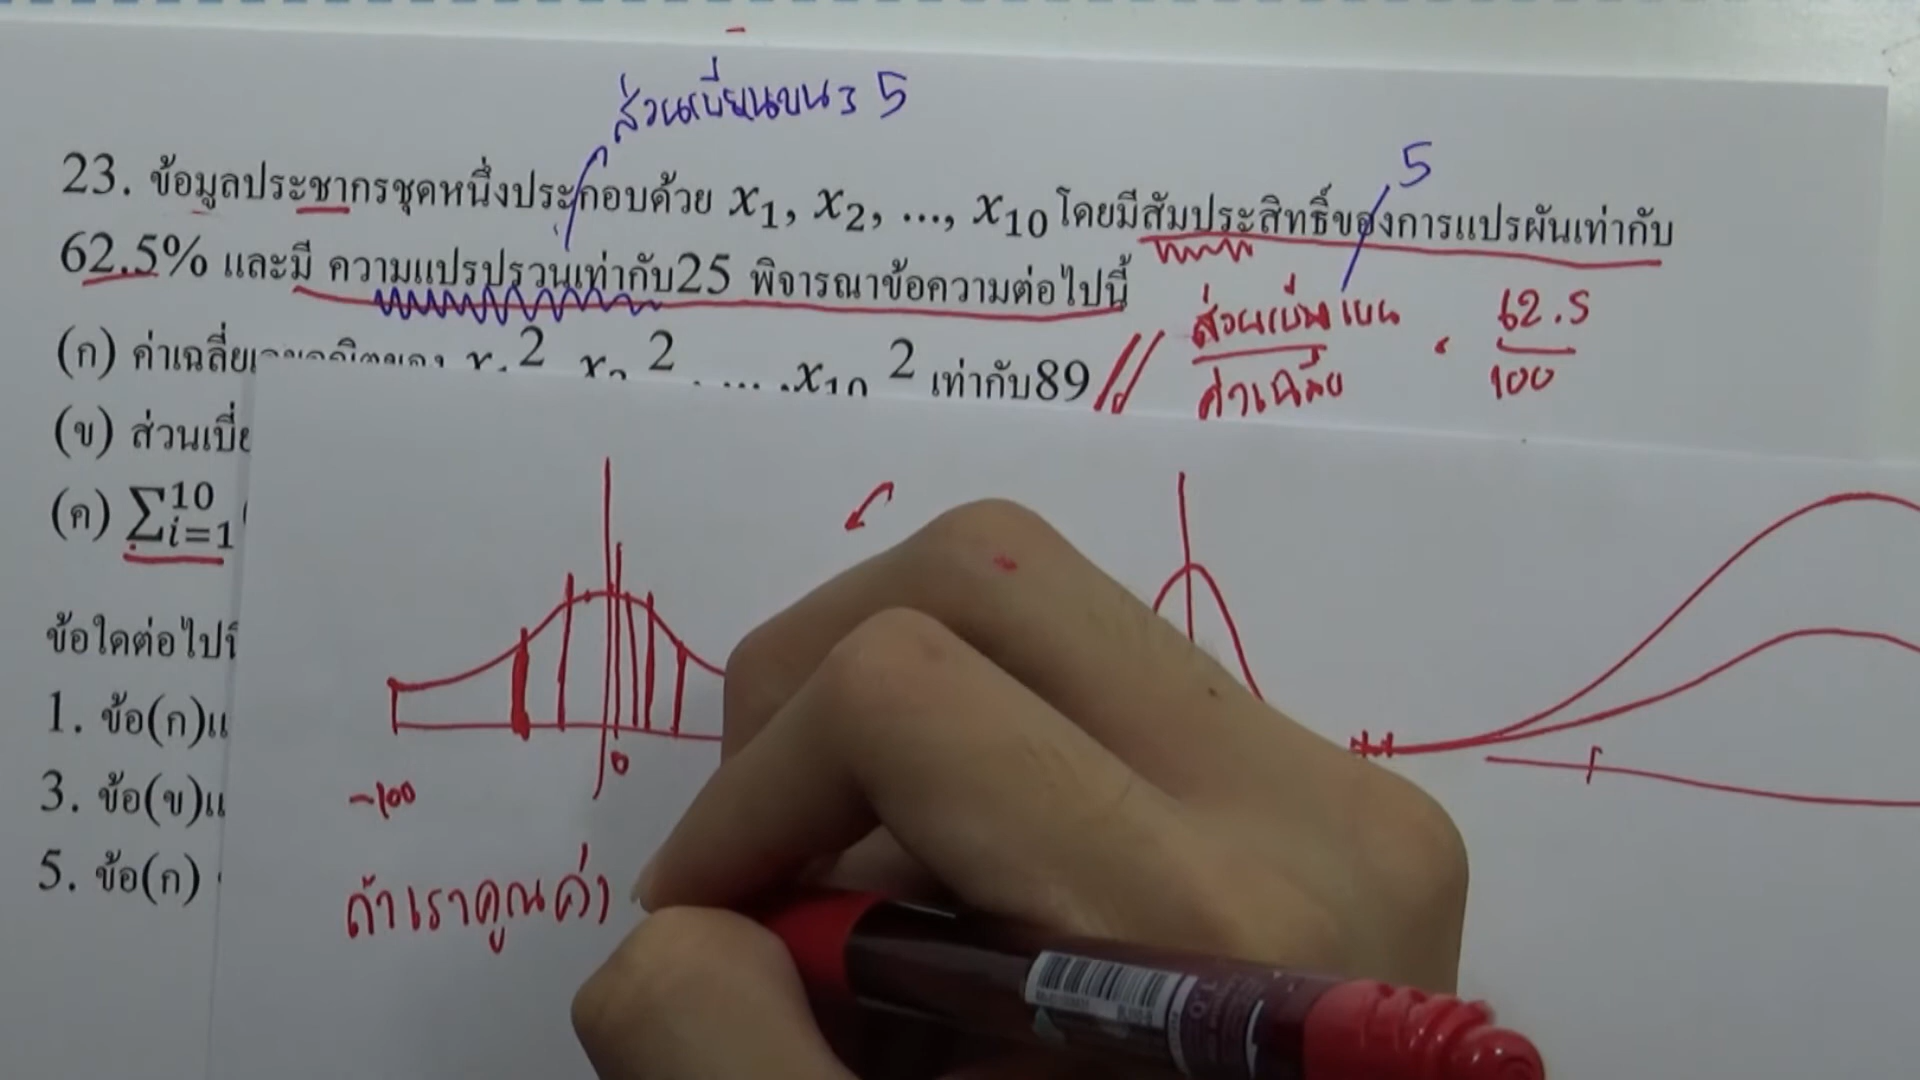 ส่วนเบี่ยงเบน = 5
5
23. ข้อมูลประชากรชุดหนึ่งประกอบด้วย x₁, x₂, ..., x₁₀ โดยมีสัมประสิทธิ์ของการแปรผันเท่ากับ
62.5% และมี ความแปรปรวนเท่ากับ25 พิจารณาข้อความต่อไปนี้
ส่วนเบี่ยงเบน
ค่าเฉลี่ย
62.5
100
(ก) ค่าเฉลี่ย ² ² , ... ,x₁₀ ² เท่ากับ89
(ข) ส่วนเบี่ย
(ค) ∑ᵢ₌₁¹⁰
ข้อใดต่อไปนี
1. ข้อ(ก)แ
3. ข้อ(ข)แ
5. ข้อ(ก)
0
-100
ถ้าเราคูณค่า
1.0